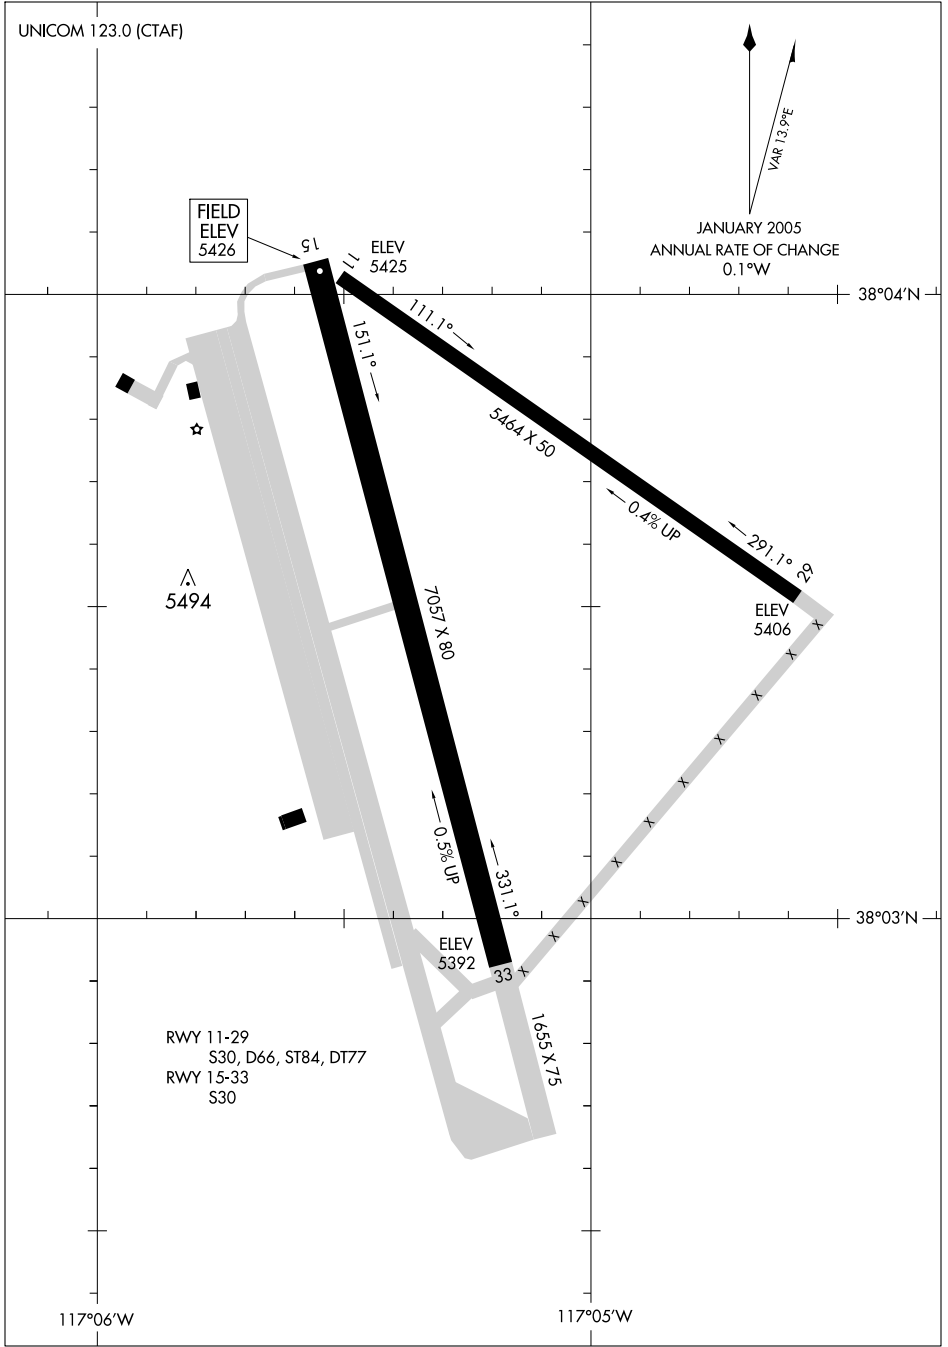 UNICOM 123.0 (CTAF)
VAR 13.9°E
JANUARY 2005
ANNUAL RATE OF CHANGE
0.1°W
FIELD
ELEV
5426
15
11
ELEV
5425
38°04'N
111.1°
151.1°
5464 X 50
0.4% UP
291.1°
29
ELEV
5406
5494
7057 X 80
X
X
X
X
X
X
X
X
X
X
0.5% UP
331.1°
38°03'N
ELEV
5392
33
1655 X 75
RWY 11-29
S30, D66, ST84, DT77
RWY 15-33
S30
117°06'W
117°05'W